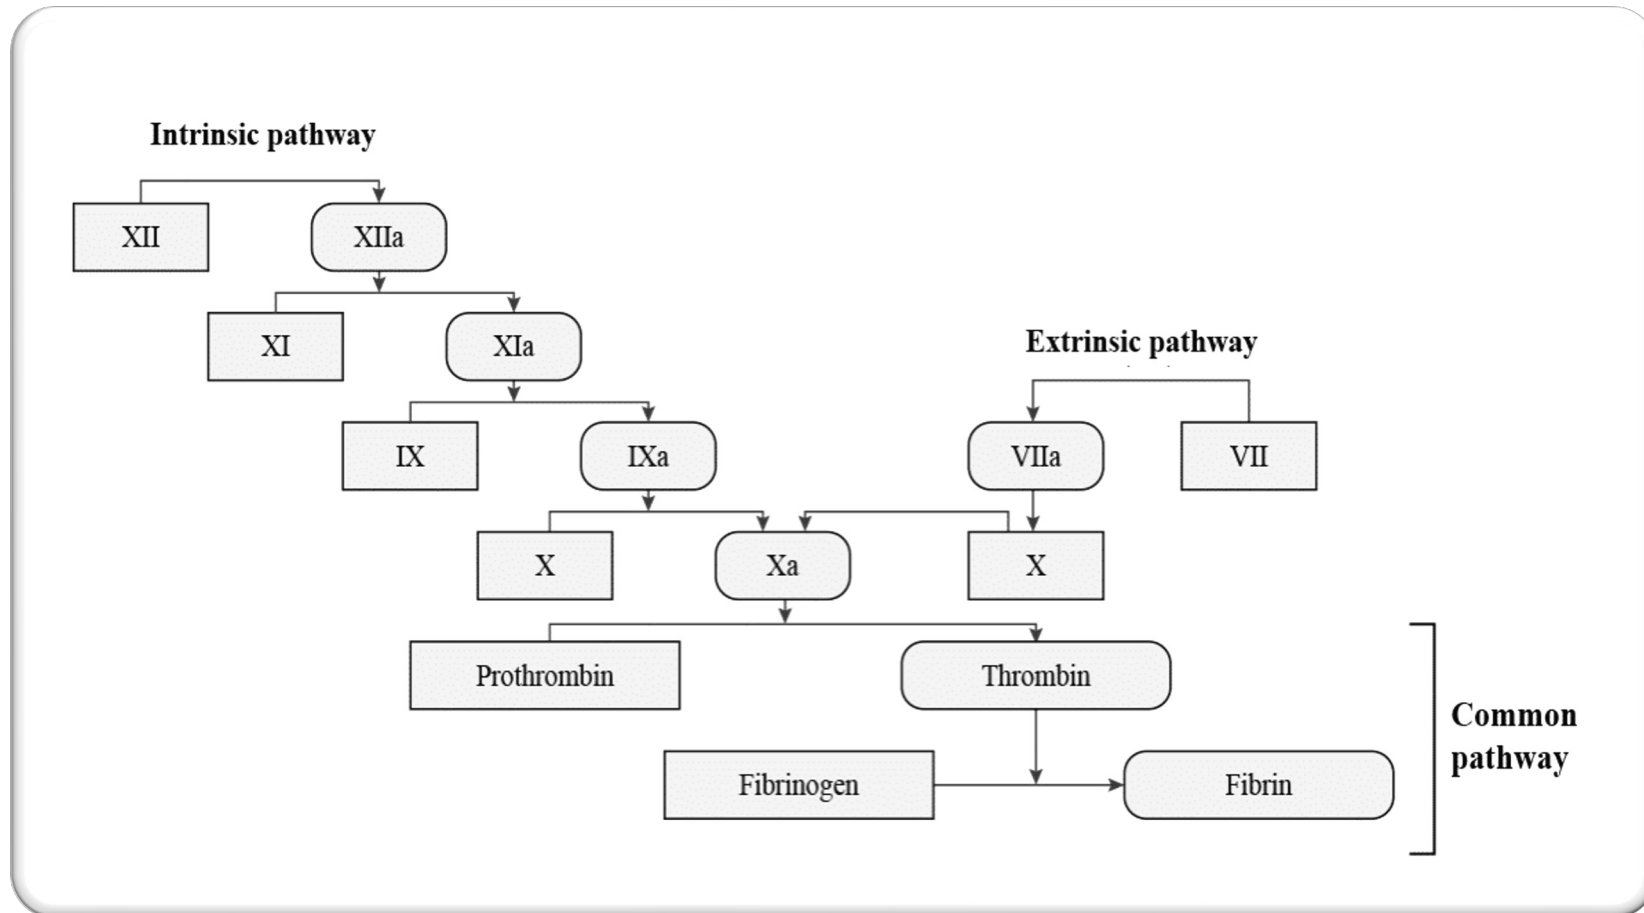 Intrinsic pathway
XII
XIIa
XI
XIa
Extrinsic pathway
IX
IXa
VIIa
VII
X
Xa
X
Prothrombin
Thrombin
Common
pathway
Fibrinogen
Fibrin